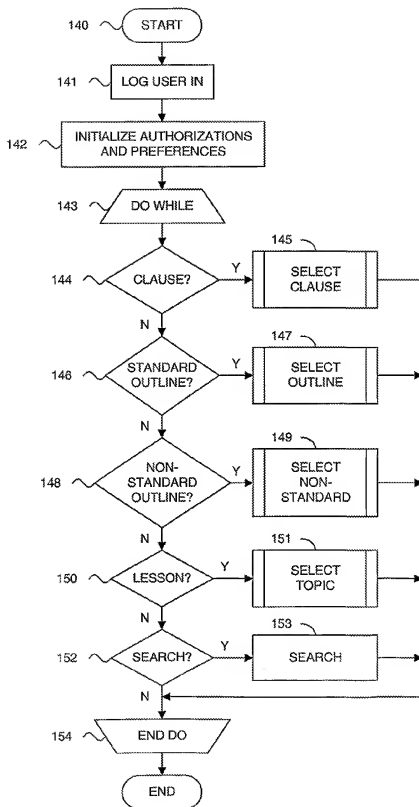 140
START
141
LOG USER IN
142
INITIALIZE AUTHORIZATIONS
AND PREFERENCES
143
DO WHILE
144
CLAUSE?
Y
145
SELECT
CLAUSE
N
146
STANDARD
OUTLINE?
Y
147
SELECT
OUTLINE
N
148
NON-
STANDARD
OUTLINE?
Y
149
SELECT
NON-
STANDARD
N
150
LESSON?
Y
151
SELECT
TOPIC
N
152
SEARCH?
Y
153
SEARCH
N
154
END DO
END